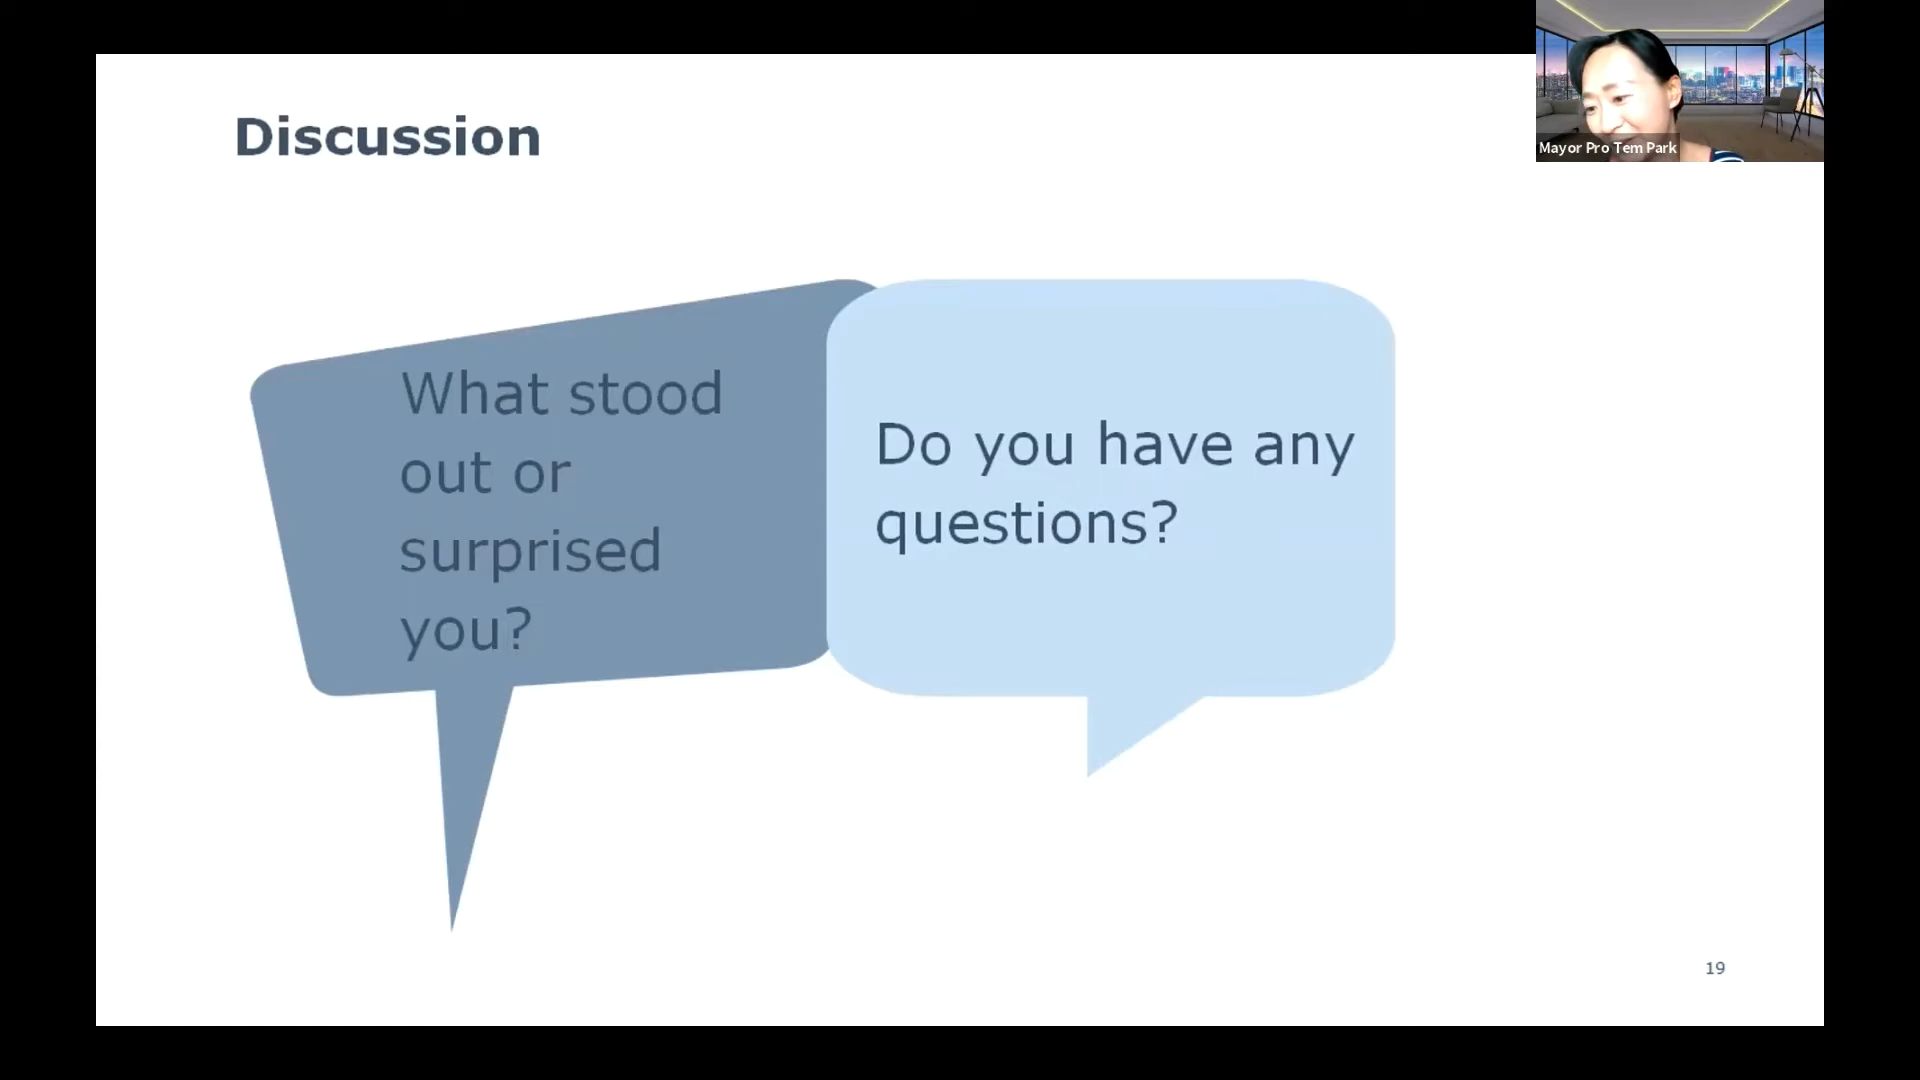 Discussion
Mayor Pro Tem Park
What stood
out or
surprised
you?
Do you have any
questions?
19